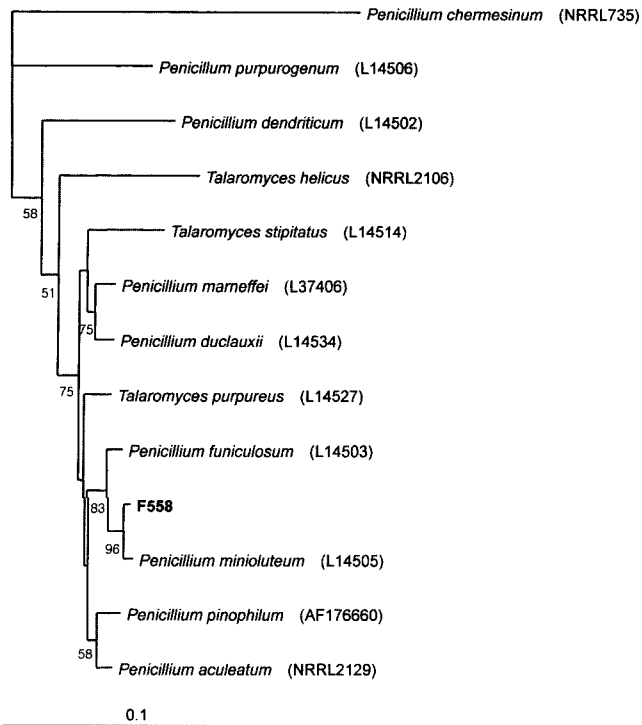 Penicillium chermesinum (NRRL735)
Penicillum purpurogenum (L14506)
Penicillium dendriticum (L14502)
Talaromyces helicus (NRRL2106)
58
Talaromyces stipitatus (L14514)
Penicillium marneffei (L37406)
51
75
Penicillium duclauxii (L14534)
75
Talaromyces purpureus (L14527)
Penicillium funiculosum (L14503)
83
F558
96
Penicillium minioluteum (L14505)
Penicillium pinophilum (AF176660)
58
Penicillium aculeatum (NRRL2129)
0.1